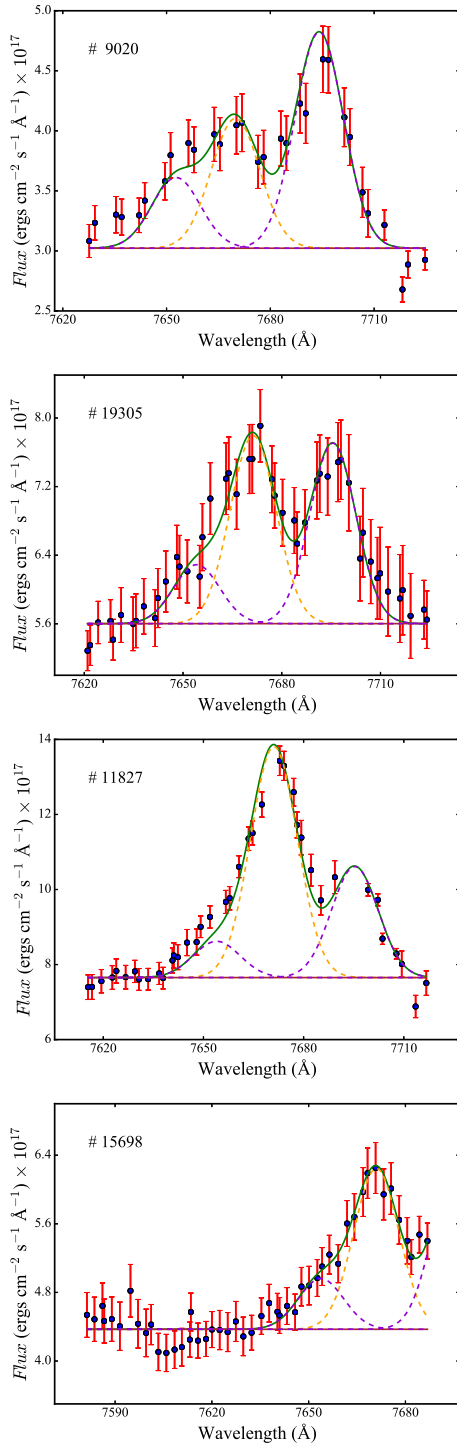 5.0
4.5
4.0
3.5
3.0
2.5
# 9020
Flux (ergs cm⁻² s⁻¹ Å⁻¹) × 10¹⁷
7620 7650 7680 7710
Wavelength (Å)
8.0
7.2
6.4
5.6
# 19305
Flux (ergs cm⁻² s⁻¹ Å⁻¹) × 10¹⁷
7620 7650 7680 7710
Wavelength (Å)
14
12
10
8
6
# 11827
Flux (ergs cm⁻² s⁻¹ Å⁻¹) × 10¹⁷
7620 7650 7680 7710
Wavelength (Å)
6.4
5.6
4.8
4.0
# 15698
Flux (ergs cm⁻² s⁻¹ Å⁻¹) × 10¹⁷
7590 7620 7650 7680
Wavelength (Å)